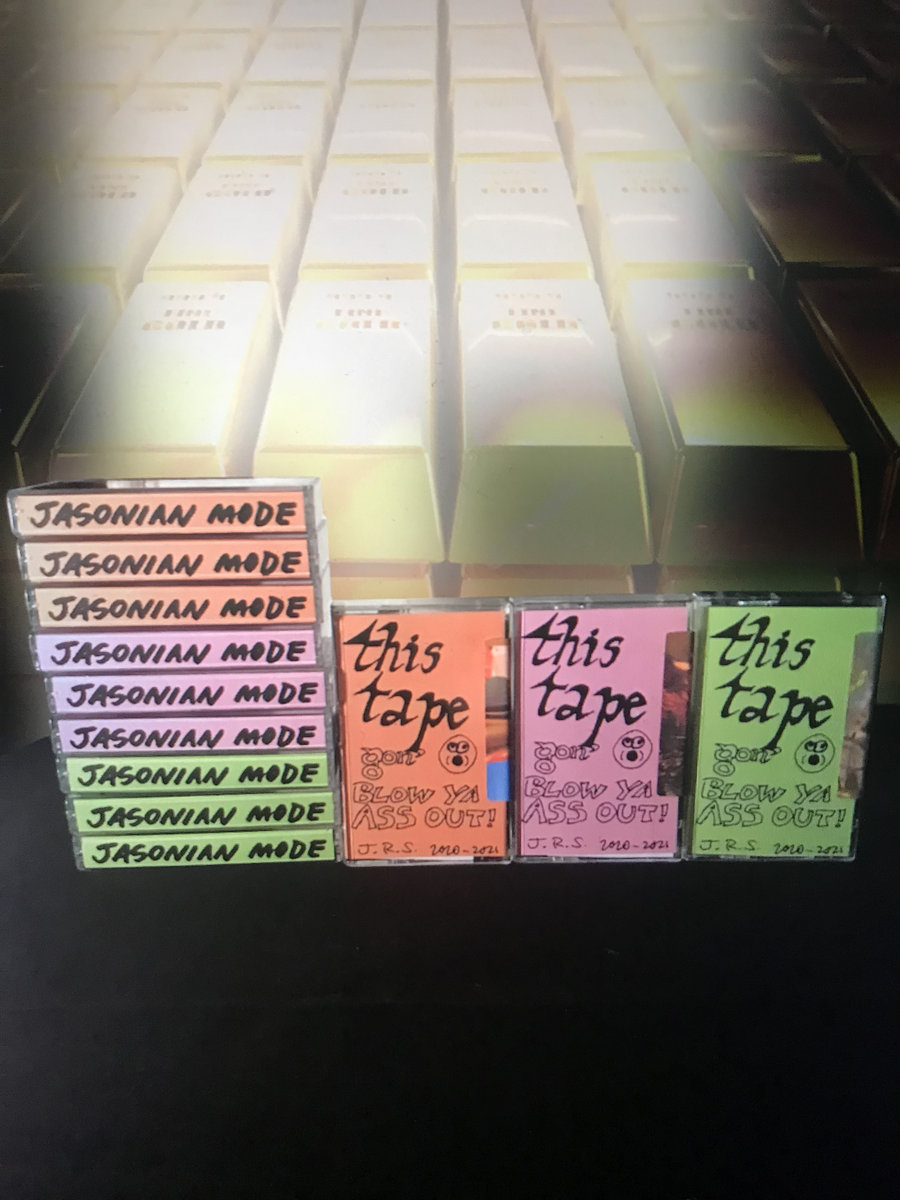 JASONIAN MODE
JASONIAN MODE
JASONIAN MODE
JASONIAN MODE
JASONIAN MODE
JASONIAN MODE
JASONIAN MODE
JASONIAN MODE
JASONIAN MODE
this
tape
gon'
BLOW YA
ASS OUT!
J.R.S. 2020-2021
this
tape
gon'
BLOW YA
ASS OUT!
J.R.S. 2020-2021
this
tape
gon'
BLOW YA
ASS OUT!
J.R.S. 2020-2021